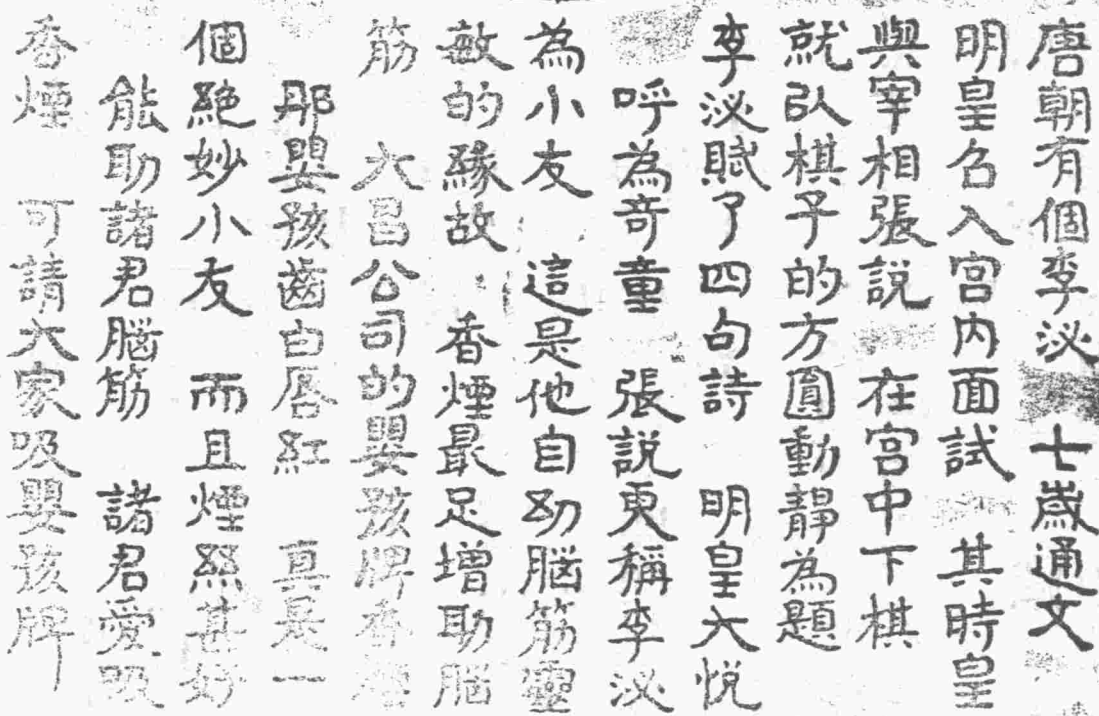 唐朝有個李泌 七歲通文
明皇召入宮內面試 其時皇
與宰相張說 在宮中下棋
就以棋子的方圓動靜為題
李泌賦了四句詩 明皇大悅
呼為奇童 張說更稱李泌
為小友 這是他自幼腦筋靈
敏的緣故 香煙最足增助腦
筋 大昌公司的嬰孩牌香煙
那嬰孩齒白唇紅 真是一
個絕妙小友 而且煙絲甚好
能助諸君腦筋 諸君愛吸
香煙 可請大家吸嬰孩牌